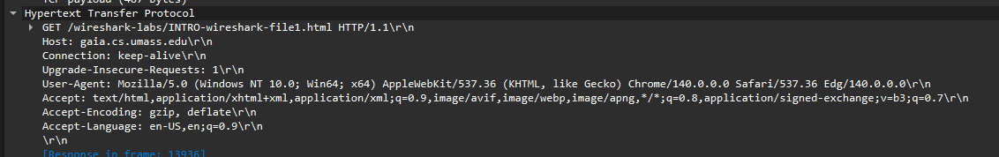 TCP payload (487 bytes)
Hypertext Transfer Protocol
GET /wireshark-labs/INTRO-wireshark-file1.html HTTP/1.1\r\n
Host: gaia.cs.umass.edu\r\n
Connection: keep-alive\r\n
Upgrade-Insecure-Requests: 1\r\n
User-Agent: Mozilla/5.0 (Windows NT 10.0; Win64; x64) AppleWebKit/537.36 (KHTML, like Gecko) Chrome/140.0.0.0 Safari/537.36 Edg/140.0.0.0\r\n
Accept: text/html,application/xhtml+xml,application/xml;q=0.9,image/avif,image/webp,image/apng,*/*;q=0.8,application/signed-exchange;v=b3;q=0.7\r\n
Accept-Encoding: gzip, deflate\r\n
Accept-Language: en-US,en;q=0.9\r\n
\r\n
[Response in frame: 13936]